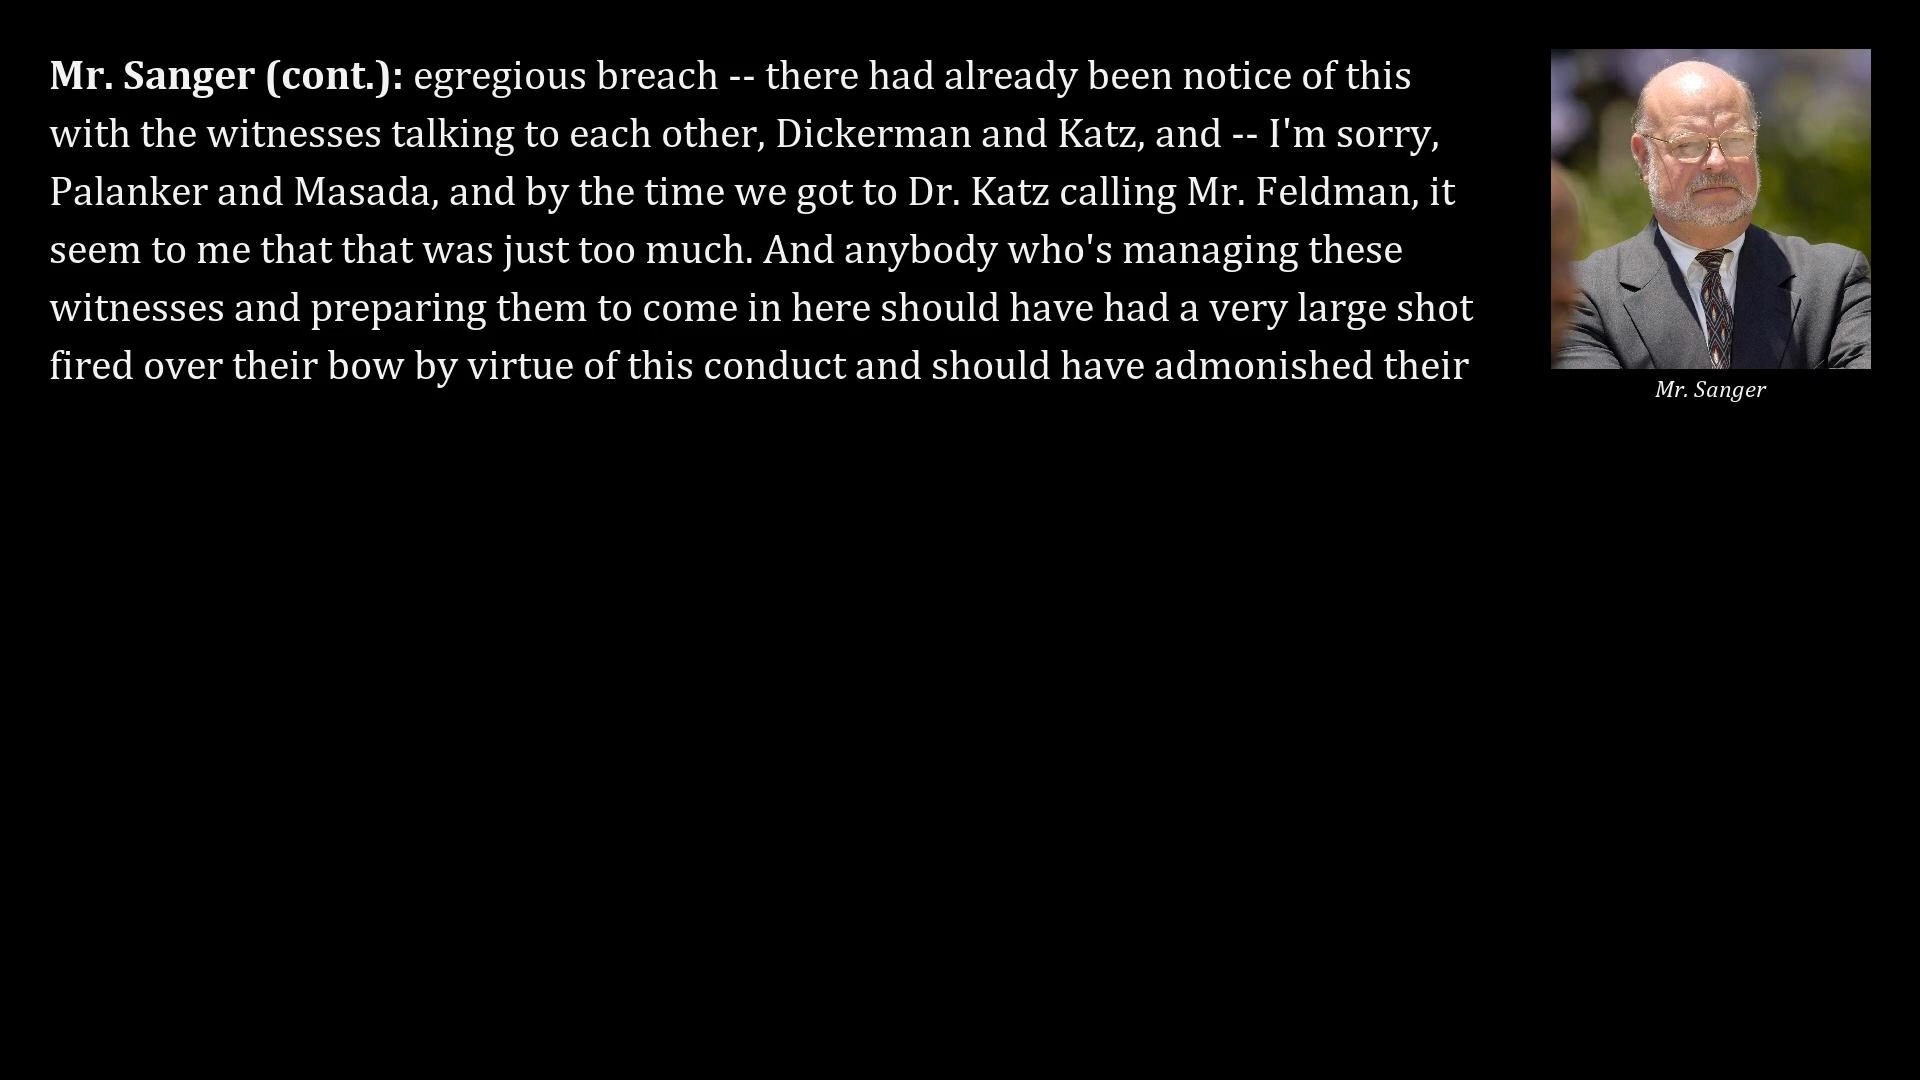 Mr. Sanger (cont.): egregious breach -- there had already been notice of this
with the witnesses talking to each other, Dickerman and Katz, and -- I'm sorry,
Palanker and Masada, and by the time we got to Dr. Katz calling Mr. Feldman, it
seem to me that that was just too much. And anybody who's managing these
witnesses and preparing them to come in here should have had a very large shot
fired over their bow by virtue of this conduct and should have admonished their
Mr. Sanger